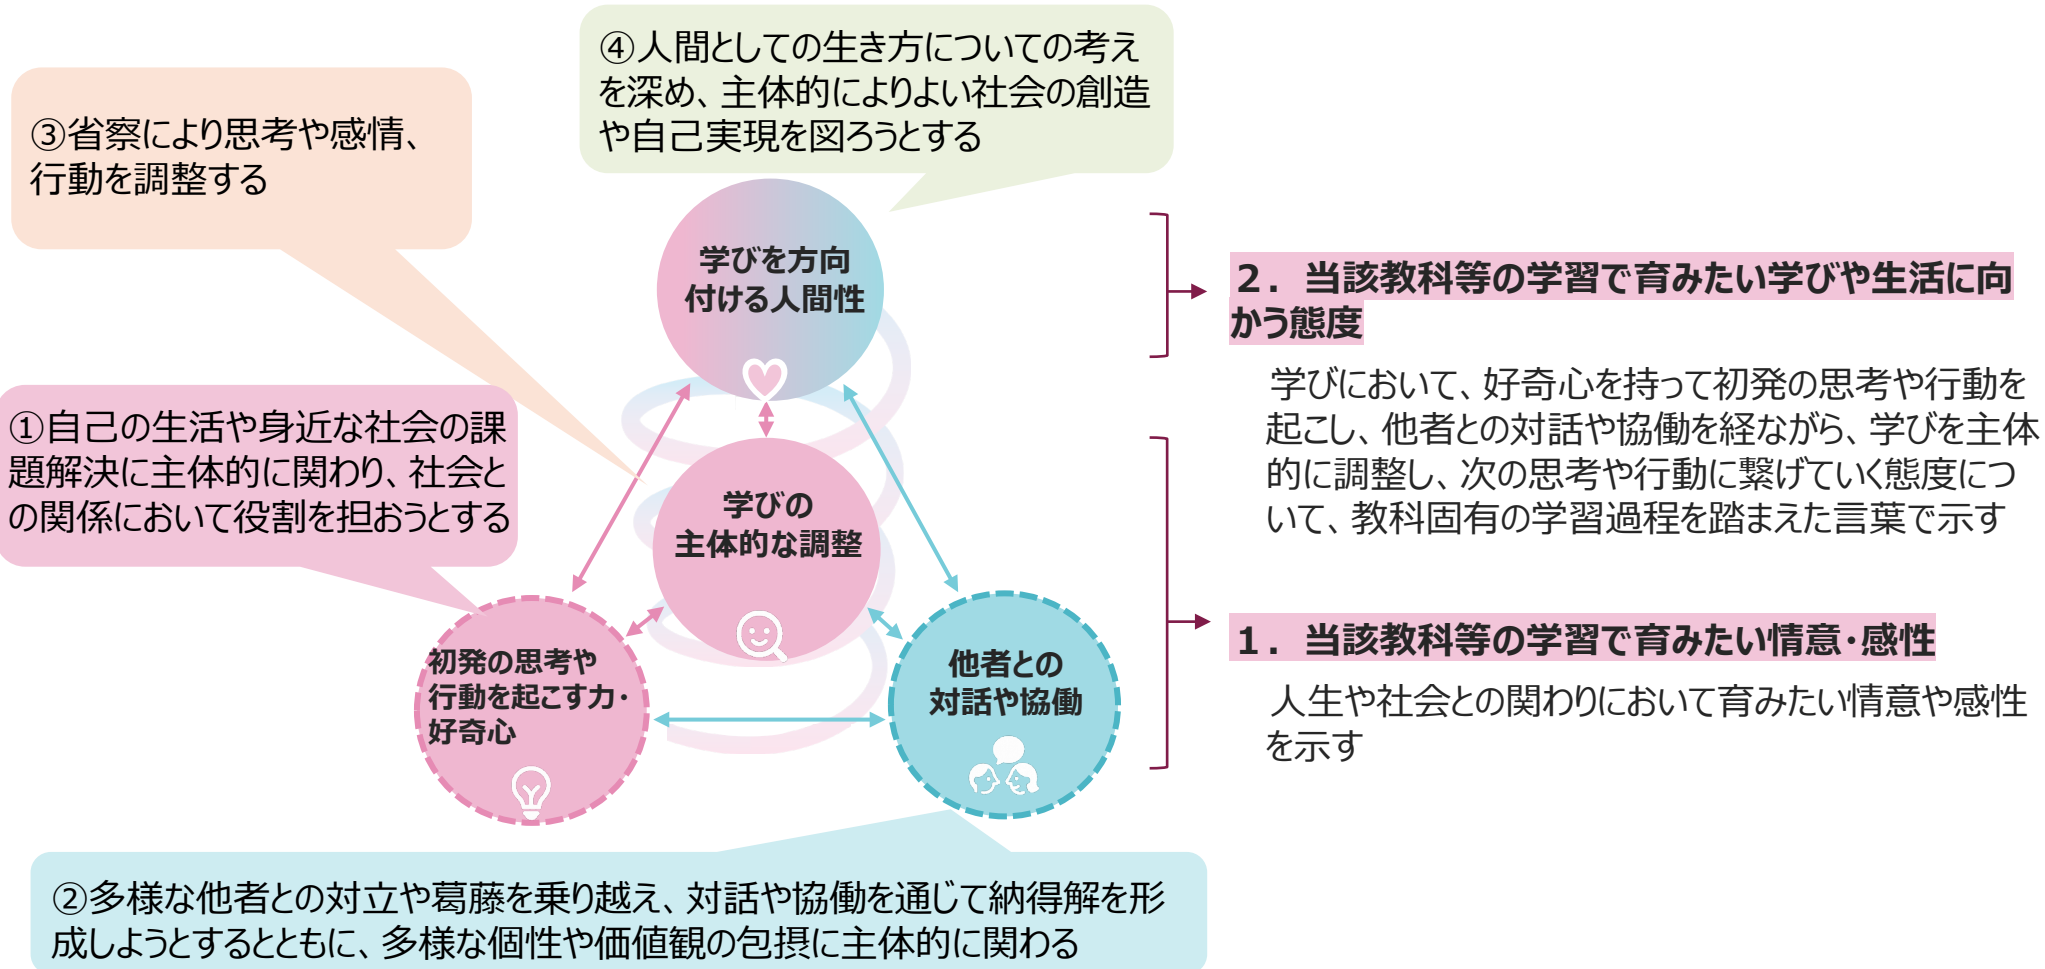 ④人間としての生き方についての考え
を深め、主体的によりよい社会の創造
や自己実現を図ろうとする
③省察により思考や感情、
行動を調整する
学びを方向
付ける人間性
２．当該教科等の学習で育みたい学びや生活に向
かう態度
学びにおいて、好奇心を持って初発の思考や行動を
起こし、他者との対話や協働を経ながら、学びを主体
的に調整し、次の思考や行動に繋げていく態度につ
いて、教科固有の学習過程を踏まえた言葉で示す
①自己の生活や身近な社会の課
題解決に主体的に関わり、社会と
の関係において役割を担おうとする
学びの
主体的な調整
初発の思考や
行動を起こす力・
好奇心
他者との
対話や協働
１．当該教科等の学習で育みたい情意・感性
人生や社会との関わりにおいて育みたい情意や感性
を示す
②多様な他者との対立や葛藤を乗り越え、対話や協働を通じて納得解を形
成しようとするとともに、多様な個性や価値観の包摂に主体的に関わる